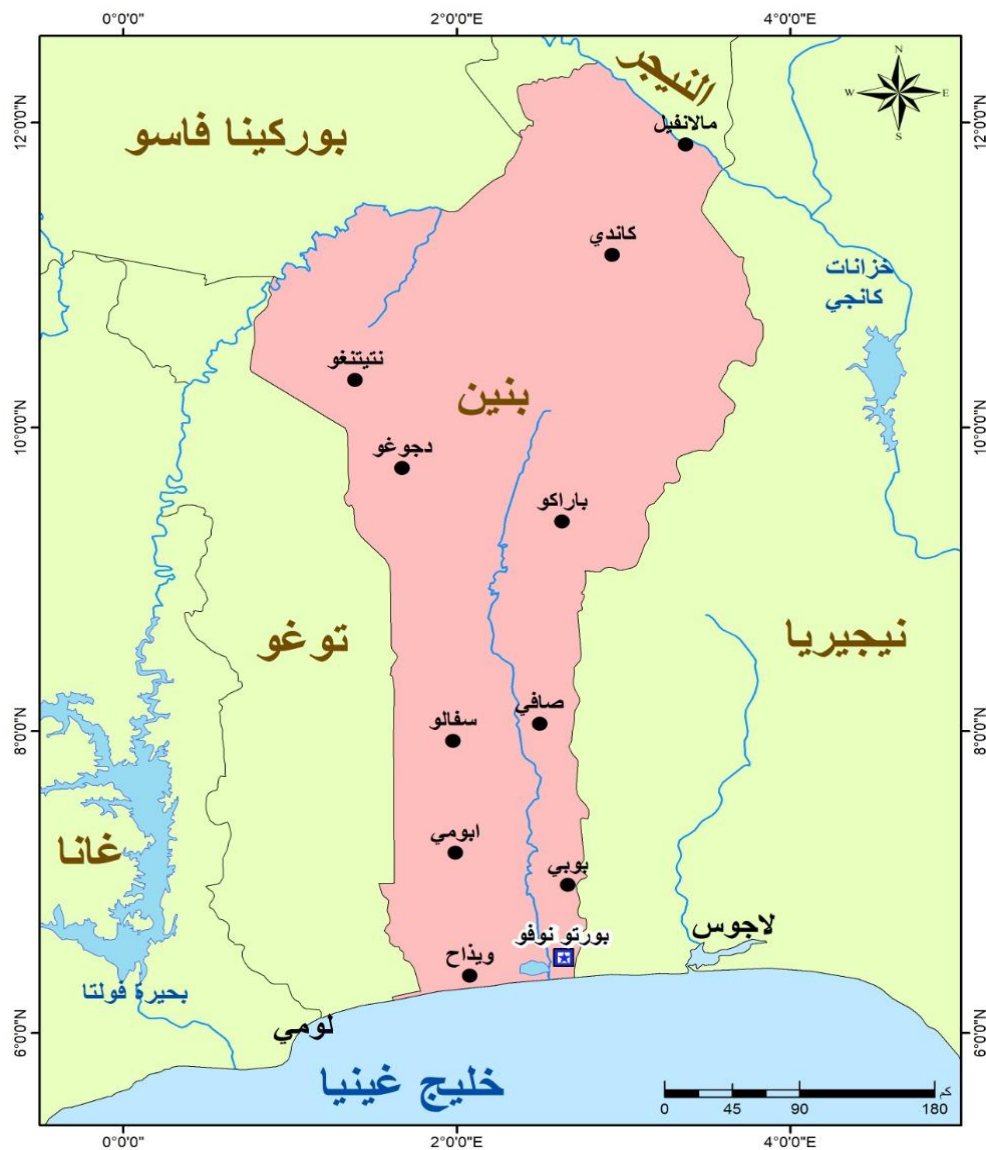 0°0'0"
2°0'0"E
4°0'0"E
N
W
E
S
12°0'0"N
12°0'0"N
النيجر
بوركينا فاسو
مالانفيل
كاندي
خزانات
كانجي
نتيتنغو
بنين
10°0'0"N
10°0'0"N
دجوغو
باراكو
توغو
نيجيريا
صافي
سفالو
8°0'0"N
8°0'0"N
غانا
ابومي
بوبي
لاجوس
بورتو نوفو
ويذاح
بحيرة فولتا
لومي
6°0'0"N
6°0'0"N
خليج غينيا
كم
0
45
90
180
0°0'0"
2°0'0"E
4°0'0"E